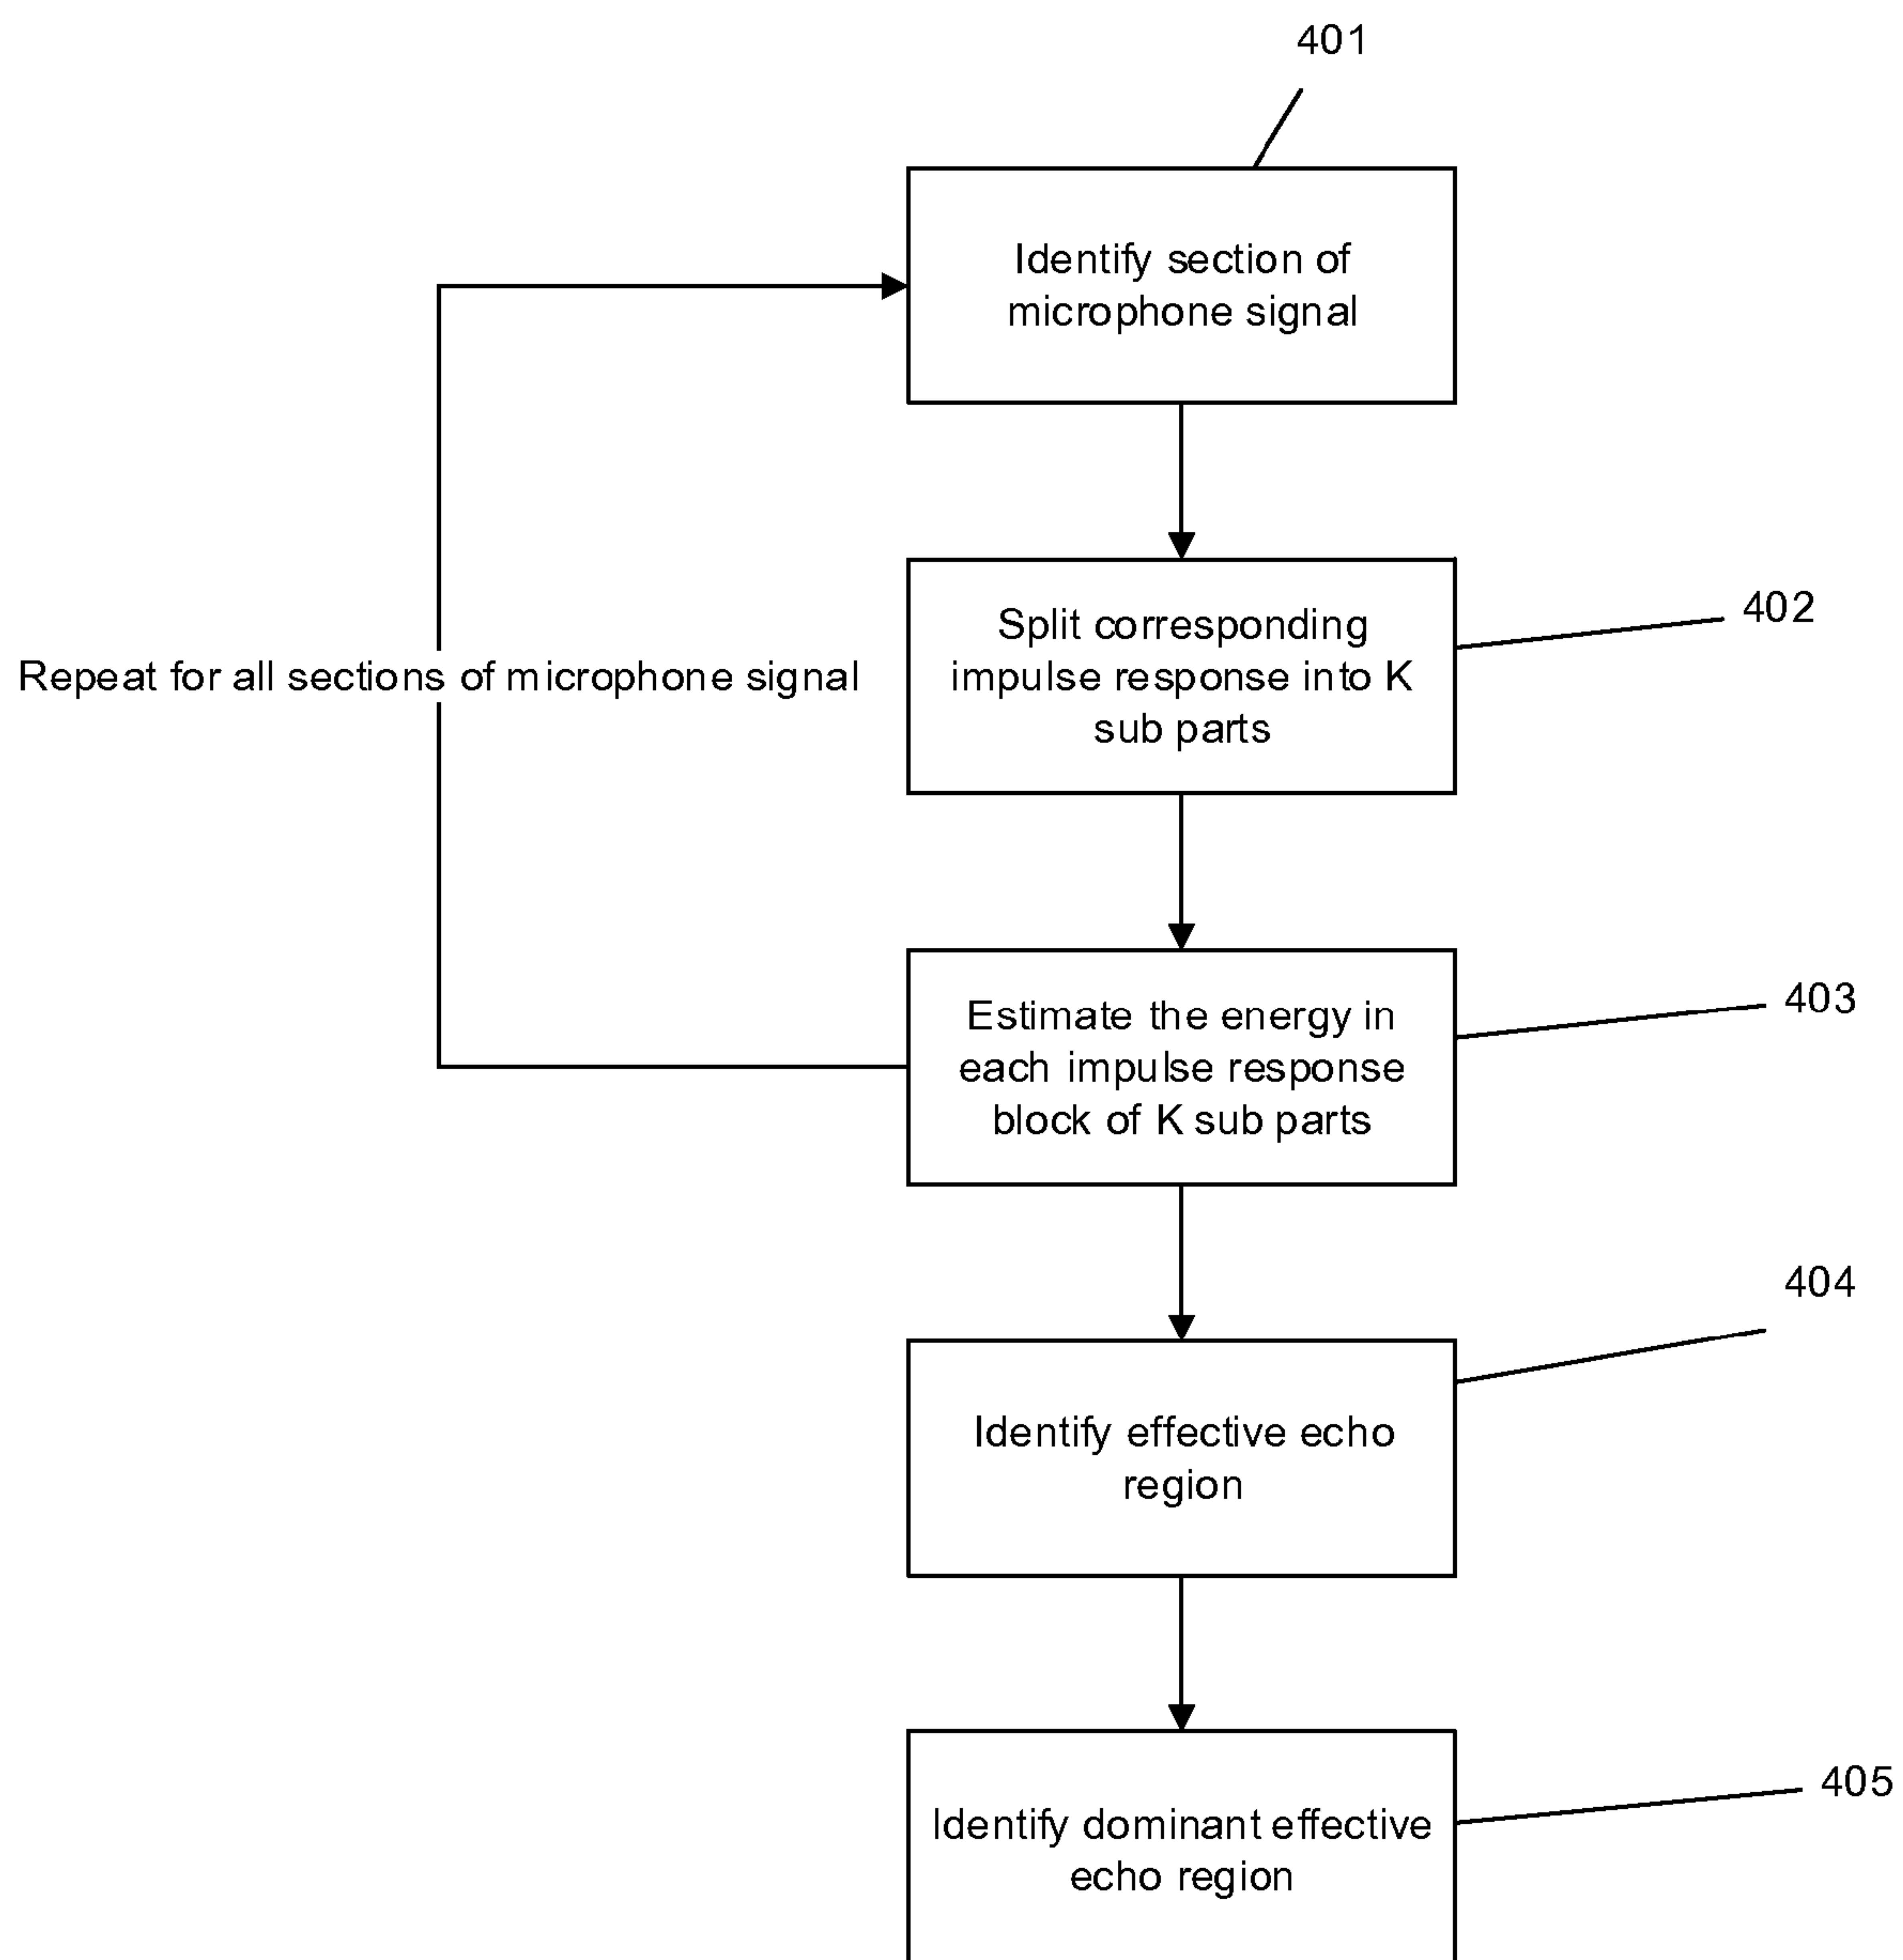 401
Identify section of
microphone signal
402
Split corresponding
impulse response into K
sub parts
Repeat for all sections of microphone signal
403
Estimate the energy in
each impulse response
block of K sub parts
404
Identify effective echo
region
405
Identify dominant effective
echo region